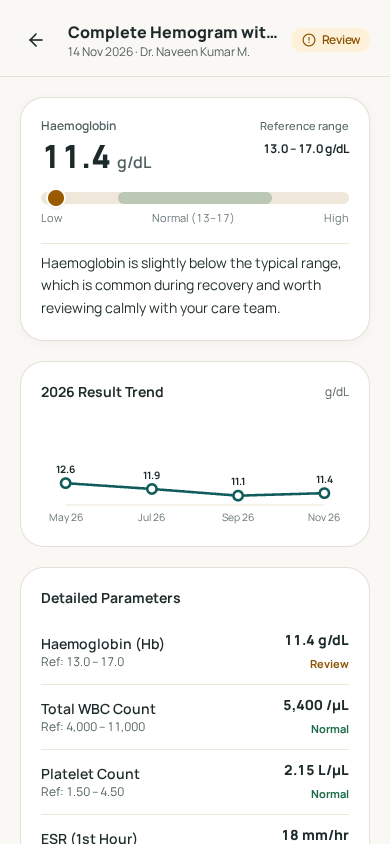 Complete Hemogram wit...
14 Nov 2026 · Dr. Naveen Kumar M.
Review
Haemoglobin
Reference range
11.4 g/dL
13.0 – 17.0 g/dL
Low
Normal (13–17)
High
Haemoglobin is slightly below the typical range,
which is common during recovery and worth
reviewing calmly with your care team.
2026 Result Trend
g/dL
12.6
11.9
11.1
11.4
May 26
Jul 26
Sep 26
Nov 26
Detailed Parameters
Haemoglobin (Hb)
11.4 g/dL
Ref: 13.0 – 17.0
Review
Total WBC Count
5,400 /µL
Ref: 4,000 – 11,000
Normal
Platelet Count
2.15 L/µL
Ref: 1.50 – 4.50
Normal
ESR (1st Hour)
18 mm/hr